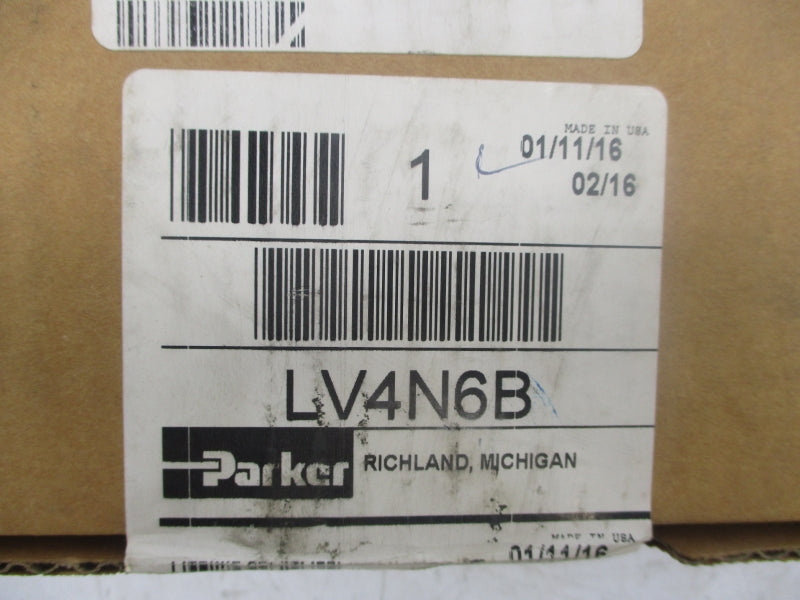 MADE IN USA
1
01/11/16
02/16
LV4N6B
Parker
RICHLAND, MICHIGAN
MADE IN USA
01/11/16